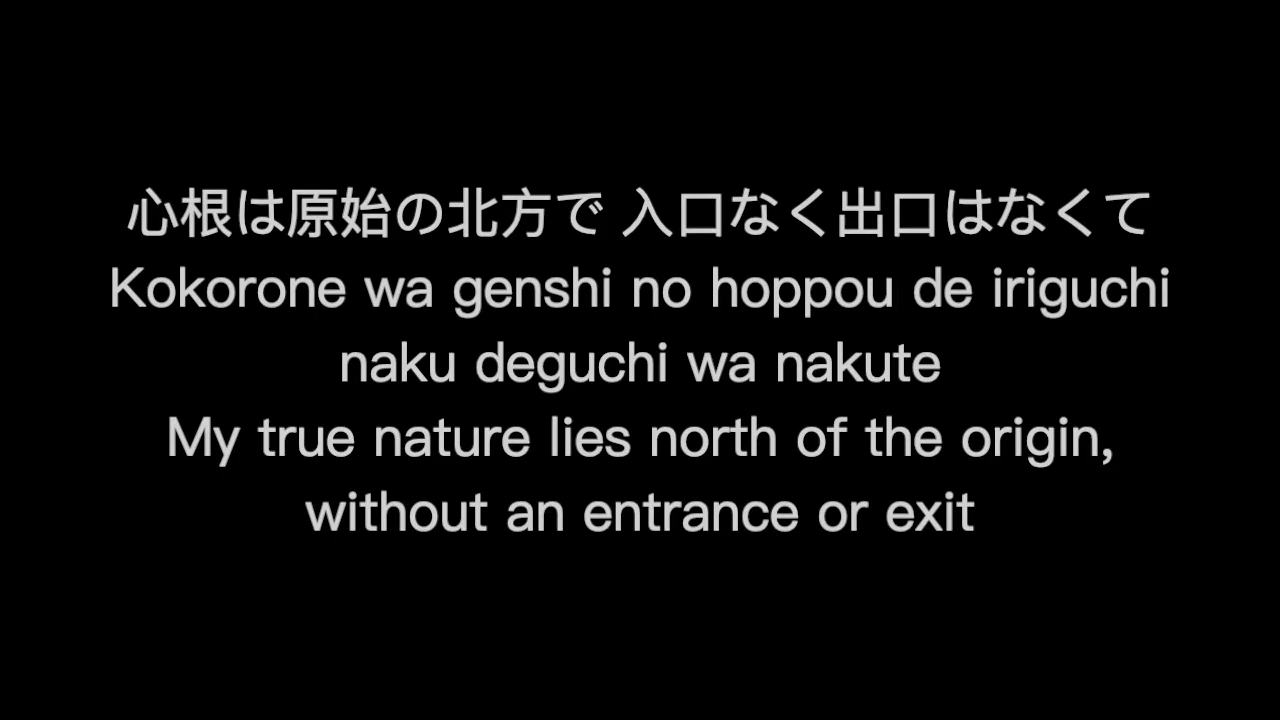 心根は原始の北方で 入口なく出口はなくて
Kokorone wa genshi no hoppou de iriguchi
naku deguchi wa nakute
My true nature lies north of the origin,
without an entrance or exit